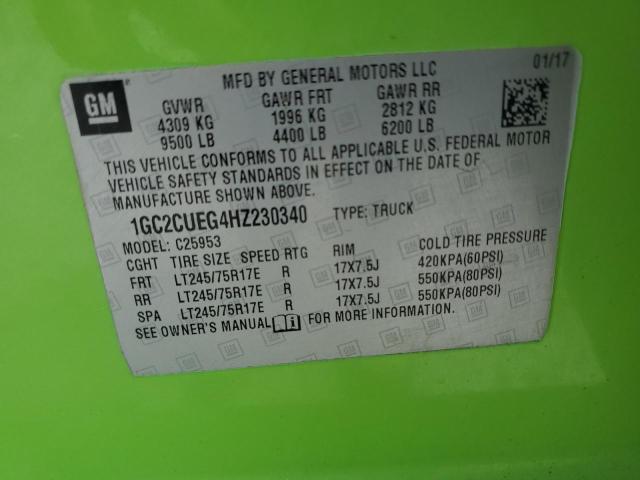 GM
MFD BY GENERAL MOTORS LLC 01/17
GVWR GAWR FRT GAWR RR
4309 KG 1996 KG 2812 KG
9500 LB 4400 LB 6200 LB
THIS VEHICLE CONFORMS TO ALL APPLICABLE U.S. FEDERAL MOTOR
VEHICLE SAFETY STANDARDS IN EFFECT ON THE DATE OF
MANUFACTURE SHOWN ABOVE.
1GC2CUEG4HZ230340 TYPE: TRUCK
MODEL: C25953
CGHT TIRE SIZE SPEED RTG RIM COLD TIRE PRESSURE
FRT LT245/75R17E R 17X7.5J 420KPA(60PSI)
RR LT245/75R17E R 17X7.5J 550KPA(80PSI)
SPA LT245/75R17E R 17X7.5J 550KPA(80PSI)
SEE OWNER'S MANUAL FOR MORE INFORMATION.